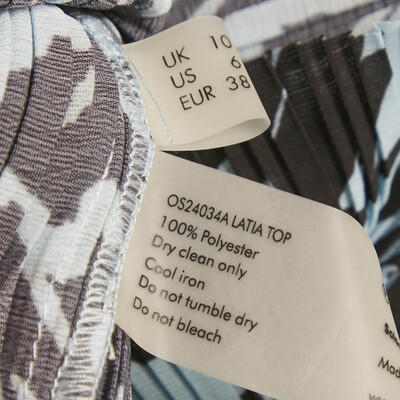 UK 10
US 6
EUR 38
OS24034A LATIA TOP
100% Polyester
Dry clean only
Cool iron
Do not tumble dry
Do not bleach